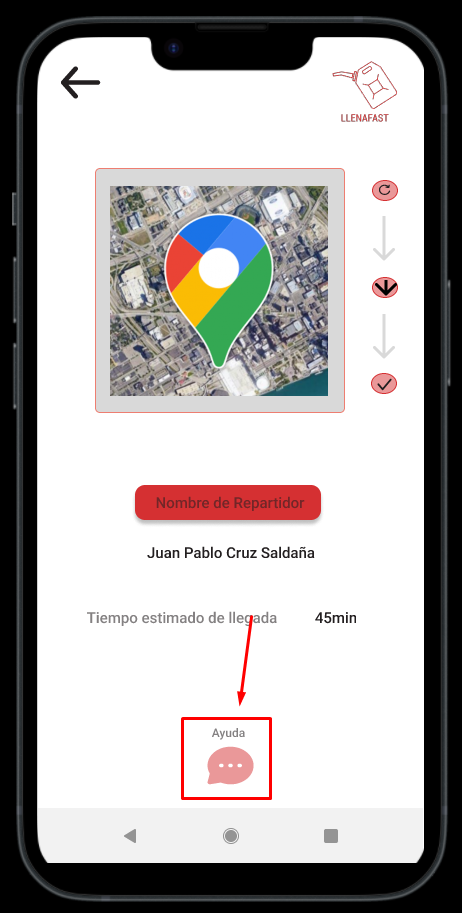 LLENAFAST
Nombre de Repartidor
Juan Pablo Cruz Saldaña
Tiempo estimado de llegada 45min
Ayuda